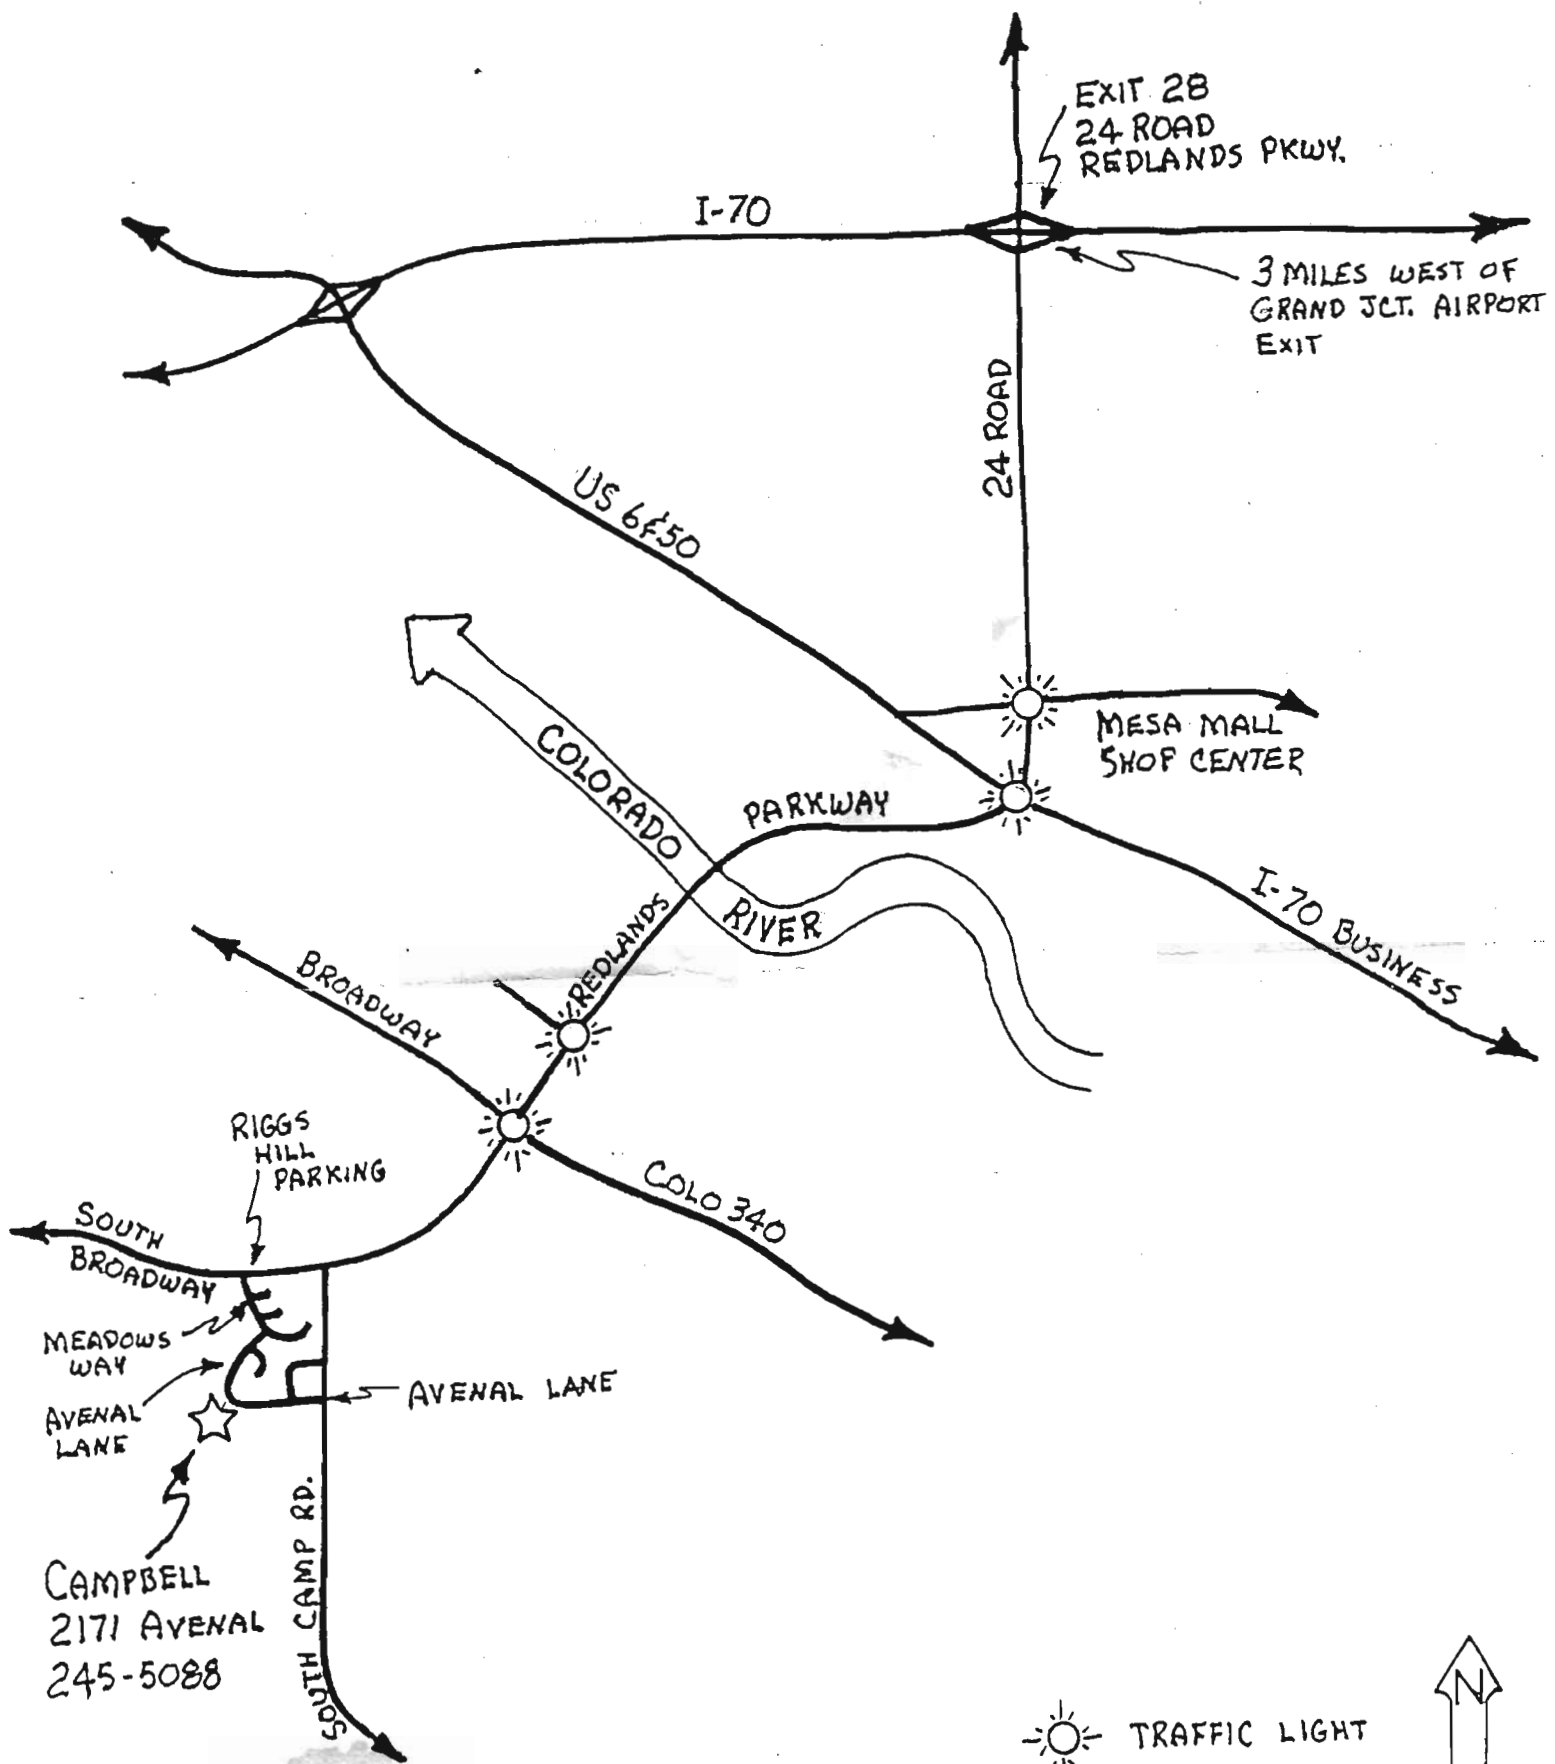 EXIT 28
24 ROAD
REDLANDS PKWY.
I-70
3 MILES WEST OF
GRAND JCT. AIRPORT
EXIT
24 ROAD
US 6&50
MESA MALL
SHOP CENTER
COLORADO
RIVER
PARKWAY
REDLANDS
I-70 BUSINESS
BROADWAY
RIGGS
HILL
PARKING
COLO 340
SOUTH
BROADWAY
MEADOWS
WAY
AVENAL
LANE
AVENAL LANE
CAMPBELL
2171 AVENAL
245-5088
SOUTH CAMP RD.
TRAFFIC LIGHT
N